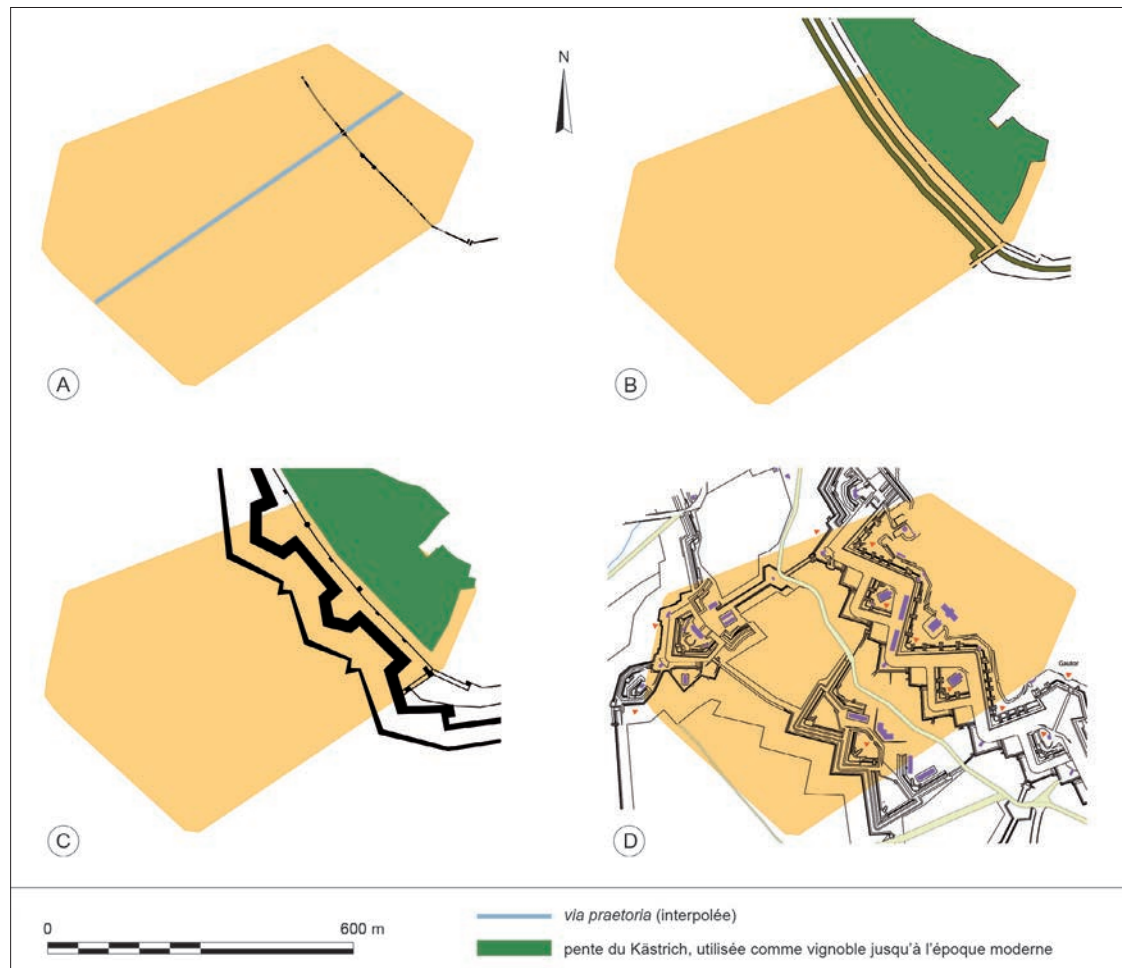 N
A
B
C
Gautor
D
0 600 m
via praetoria (interpolée)
pente du Kästrich, utilisée comme vignoble jusqu'à l'époque moderne